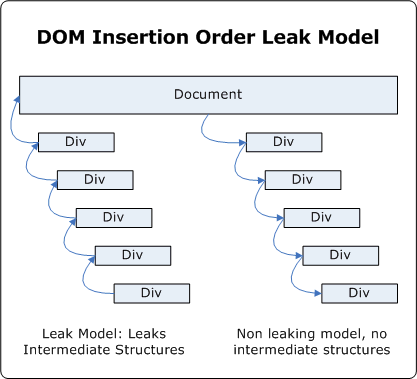 DOM Insertion Order Leak Model
Document
Div
Div
Div
Div
Div
Div
Div
Div
Div
Div
Leak Model: Leaks
Intermediate Structures
Non leaking model, no
intermediate structures